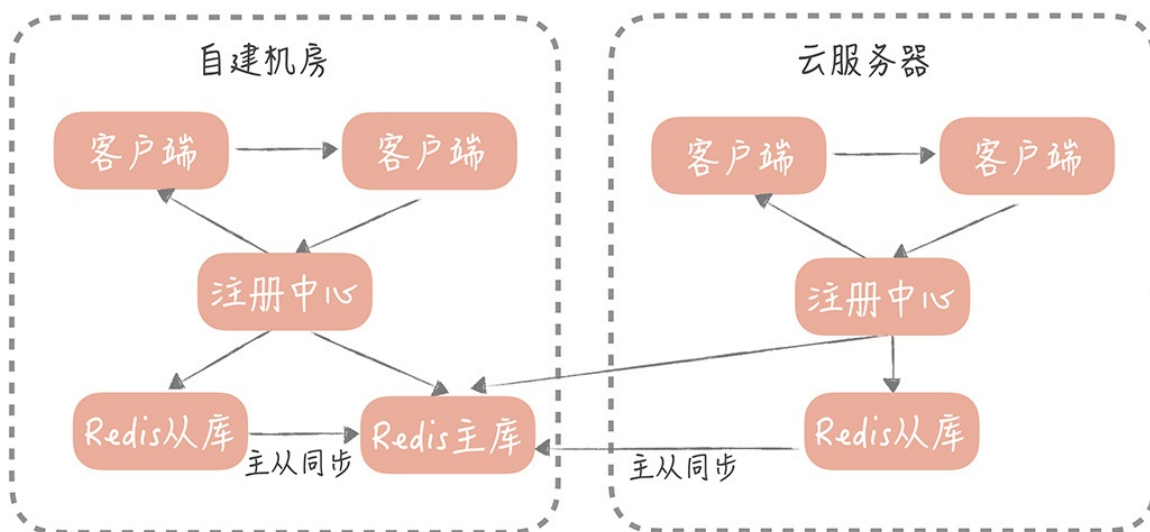 自建机房
云服务器
客户端
客户端
客户端
客户端
注册中心
注册中心
Redis从库
Redis主库
Redis从库
主从同步
主从同步